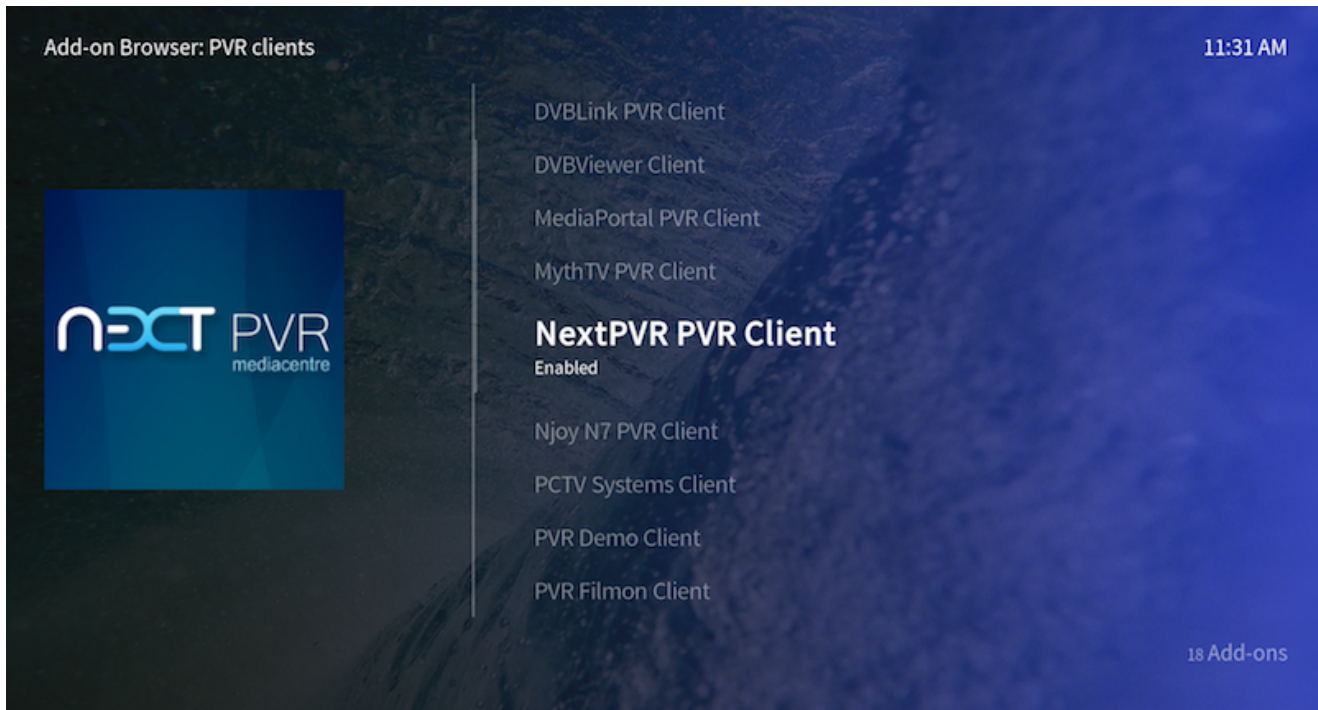 Add-on Browser: PVR clients
11:31 AM
DVBLink PVR Client
DVBViewer Client
MediaPortal PVR Client
MythTV PVR Client
NEXT PVR
mediacentre
NextPVR PVR Client
Enabled
Njoy N7 PVR Client
PCTV Systems Client
PVR Demo Client
PVR Filmon Client
18 Add-ons